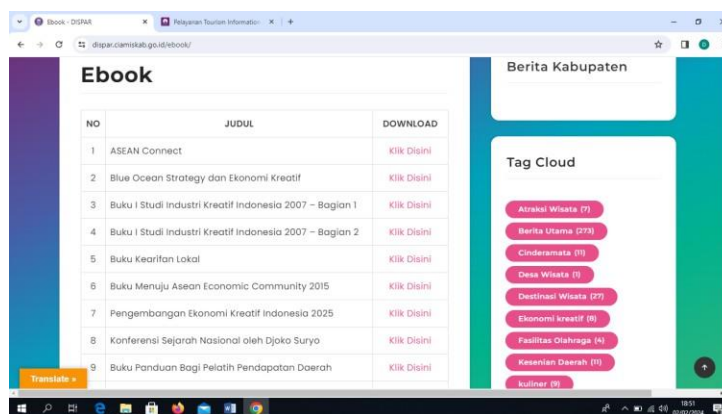 Ebook - DISPAR
Pelayanan Tourism Information
dispar.ciamiskab.go.id/ebook/
Ebook
NO JUDUL DOWNLOAD
1 ASEAN Connect Klik Disini
2 Blue Ocean Strategy dan Ekonomi Kreatif Klik Disini
3 Buku I Studi Industri Kreatif Indonesia 2007 – Bagian 1 Klik Disini
4 Buku I Studi Industri Kreatif Indonesia 2007 – Bagian 2 Klik Disini
5 Buku Kearifan Lokal Klik Disini
6 Buku Menuju Asean Economic Community 2015 Klik Disini
7 Pengembangan Ekonomi Kreatif Indonesia 2025 Klik Disini
8 Konferensi Sejarah Nasional oleh Djoko Suryo Klik Disini
9 Buku Panduan Bagi Pelatih Pendapatan Daerah Klik Disini
Translate »
Berita Kabupaten
Tag Cloud
Atraksi Wisata (7)
Berita Utama (273)
Cinderamata (11)
Desa Wisata (1)
Destinasi Wisata (27)
Ekonomi kreatif (8)
Fasilitas Olahraga (4)
Kesenian Daerah (11)
kuliner (9)
18:51
02/02/2024